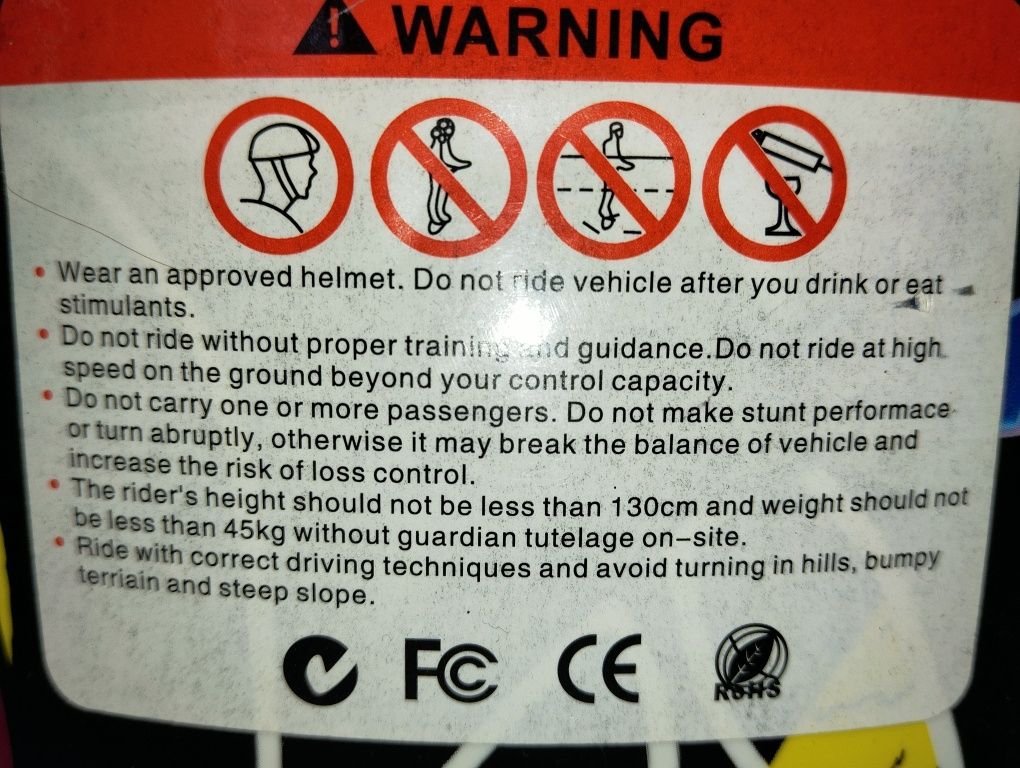 WARNING
• Wear an approved helmet. Do not ride vehicle after you drink or eat
stimulants.
• Do not ride without proper training and guidance.Do not ride at high
speed on the ground beyond your control capacity.
• Do not carry one or more passengers. Do not make stunt performace
or turn abruptly, otherwise it may break the balance of vehicle and
increase the risk of loss control.
• The rider's height should not be less than 130cm and weight should not
be less than 45kg without guardian tutelage on-site.
• Ride with correct driving techniques and avoid turning in hills, bumpy
terriain and steep slope.
FC CE RoHS